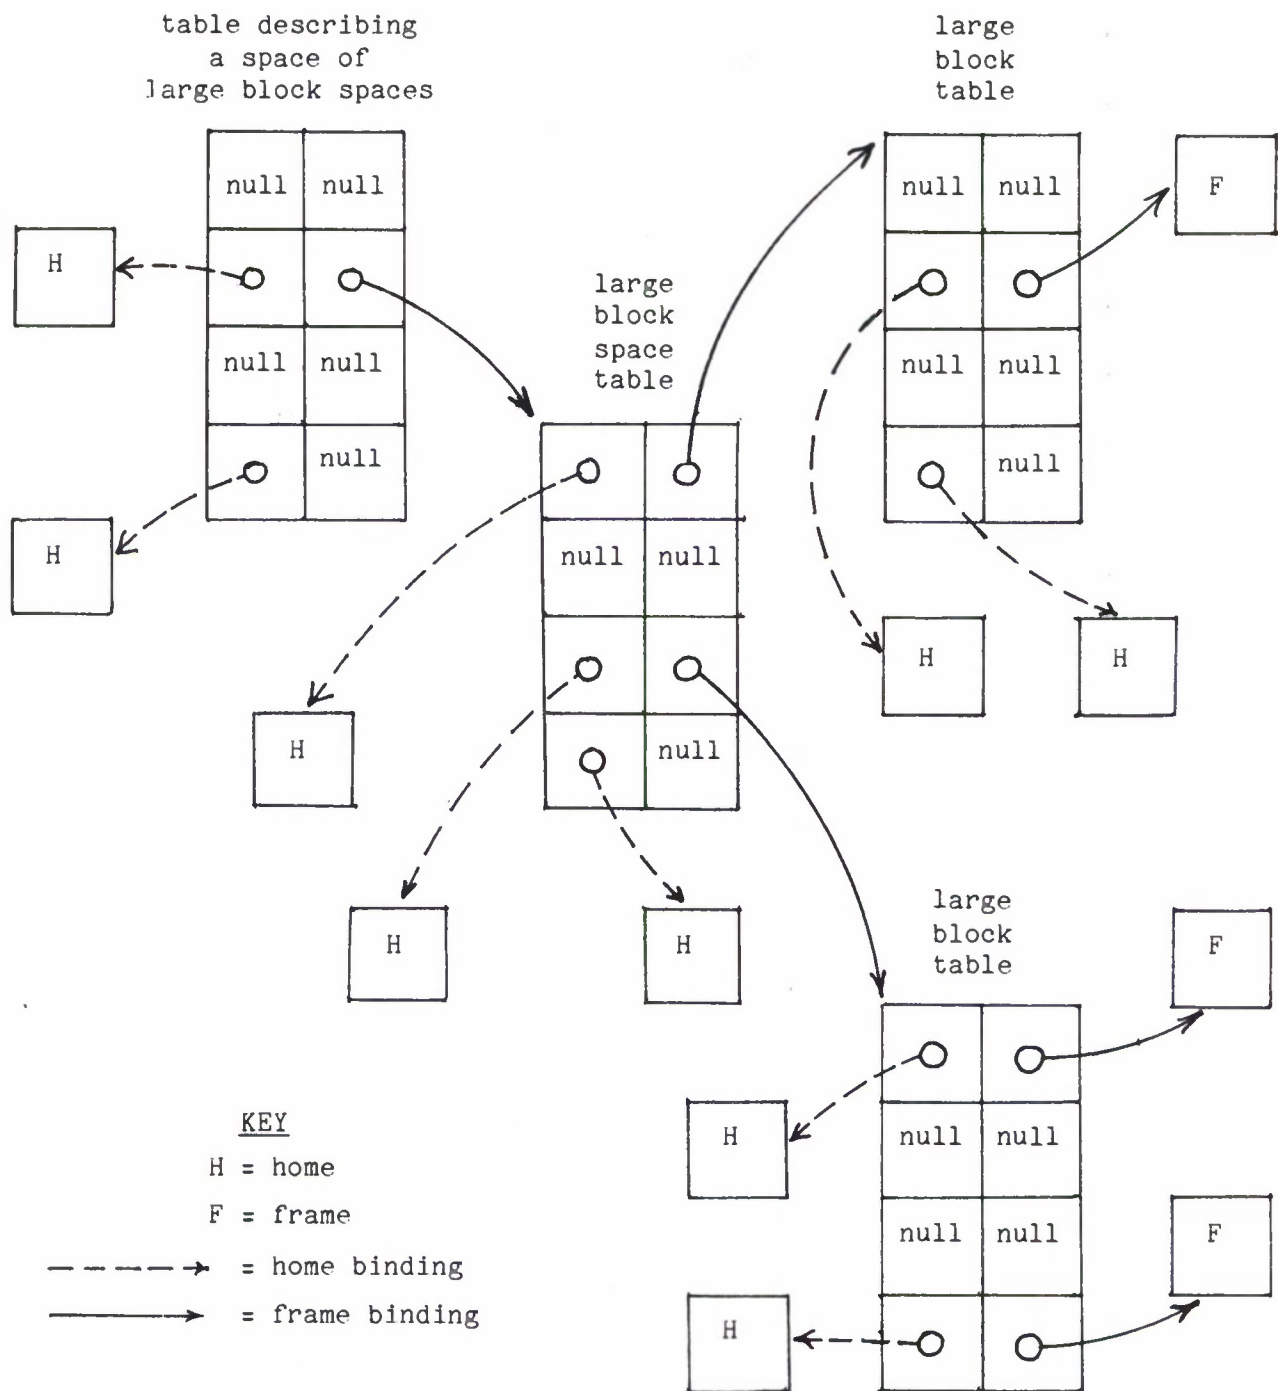 table describing
a space of
large block spaces
null null
H
null null
null
H
large
block
space
table
null null
null
H
H
H
large
block
table
null null
F
null null
null
H
H
large
block
table
F
H
null null
null null
F
H
KEY
H = home
F = frame
= home binding
= frame binding